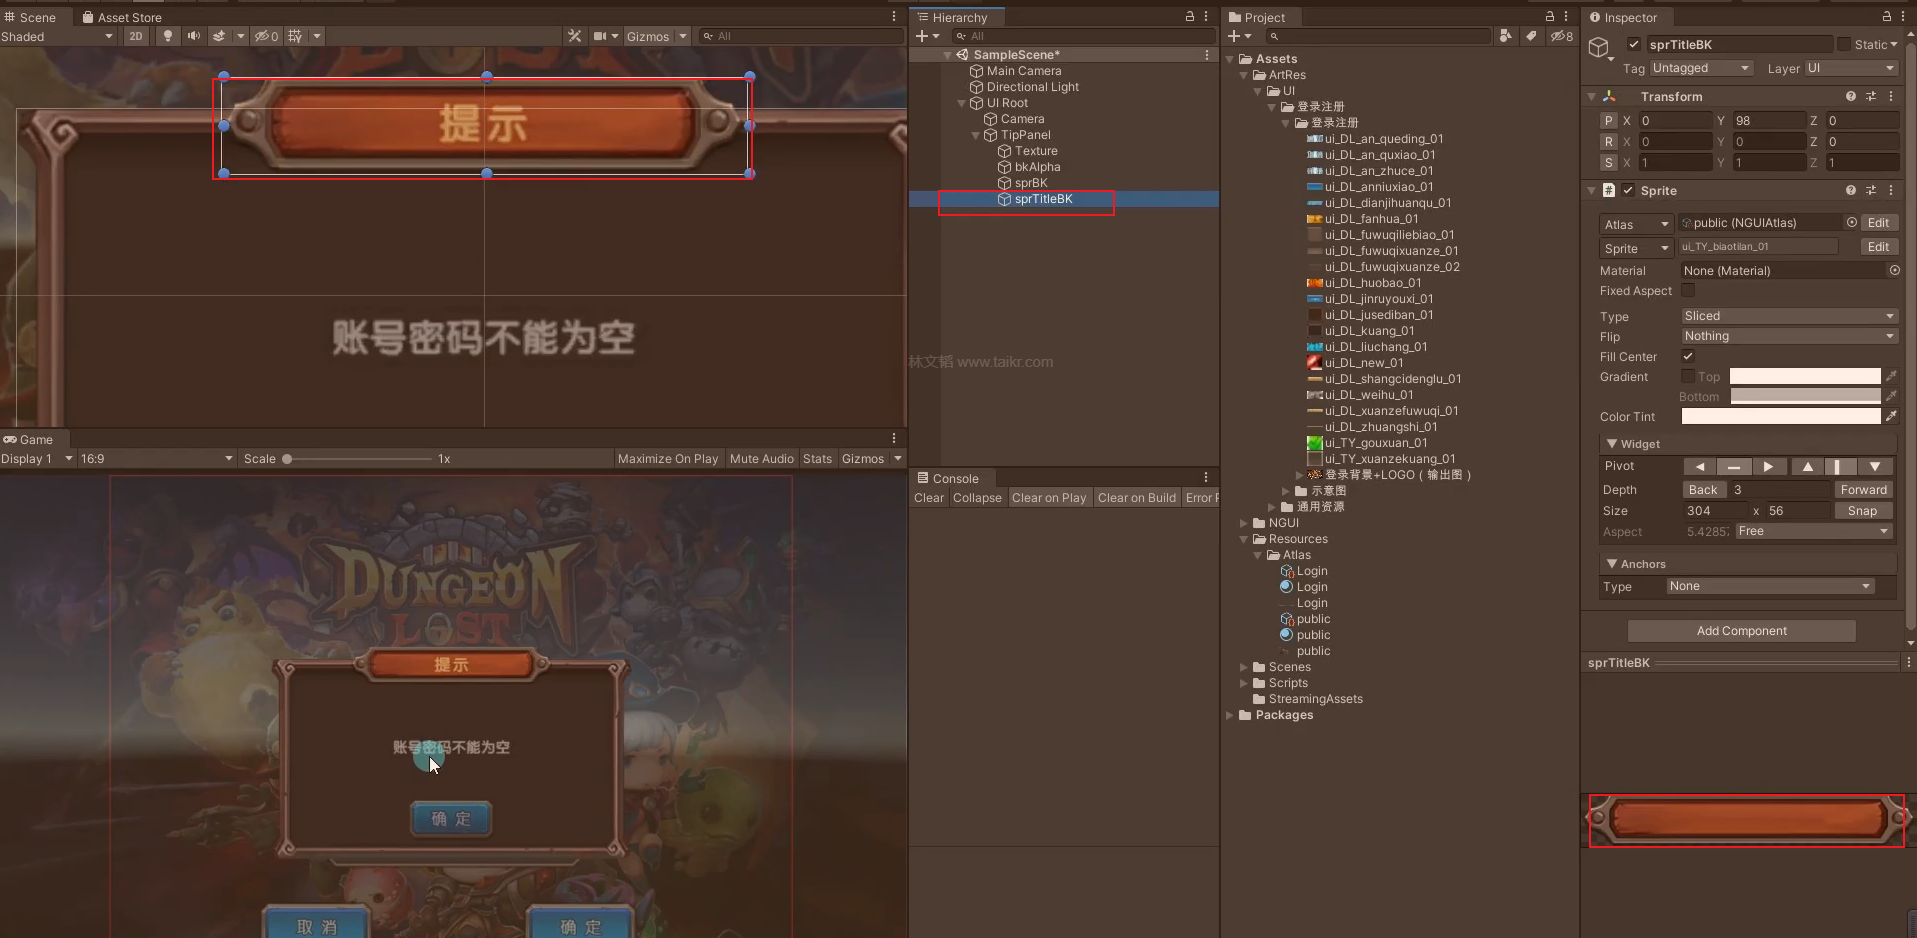 Scene
Asset Store
Shaded
2D
0
Gizmos
All
提示
账号密码不能为空
Game
Display 1
16:9
Scale
1x
Maximize On Play
Mute Audio
Stats
Gizmos
DUNGEON
LOST
提示
账号密码不能为空
确定
取消
确定
Hierarchy
All
SampleScene*
Main Camera
Directional Light
UI Root
Camera
TipPanel
Texture
bkAlpha
sprBK
sprTitleBK
林文韬 www.taikr.com
Console
Clear
Collapse
Clear on Play
Clear on Build
Error P
Project
8
Assets
ArtRes
UI
登录注册
登录注册
ui_DL_an_queding_01
ui_DL_an_quxiao_01
ui_DL_an_zhuce_01
ui_DL_anniuxiao_01
ui_DL_dianjihuanqu_01
ui_DL_fanhua_01
ui_DL_fuwuqiliebiao_01
ui_DL_fuwuqixuanze_01
ui_DL_fuwuqixuanze_02
ui_DL_huobao_01
ui_DL_jinruyouxi_01
ui_DL_jusediban_01
ui_DL_kuang_01
ui_DL_liuchang_01
ui_DL_new_01
ui_DL_shangcidenglu_01
ui_DL_weihu_01
ui_DL_xuanzefuwuqi_01
ui_DL_zhuangshi_01
ui_TY_gouxuan_01
ui_TY_xuanzekuang_01
登录背景+LOGO（输出图）
示意图
通用资源
NGUI
Resources
Atlas
Login
Login
Login
public
public
public
Scenes
Scripts
StreamingAssets
Packages
Inspector
sprTitleBK
Static
Tag Untagged
Layer UI
Transform
P X 0 Y 98 Z 0
R X 0 Y 0 Z 0
S X 1 Y 1 Z 1
Sprite
Atlas public (NGUIAtlas) Edit
Sprite ui_TY_biaotilan_01 Edit
Material None (Material)
Fixed Aspect
Type Sliced
Flip Nothing
Fill Center
Gradient Top
Bottom
Color Tint
Widget
Pivot
Depth Back 3 Forward
Size 304 x 56 Snap
Aspect 5.4285 Free
Anchors
Type None
Add Component
sprTitleBK